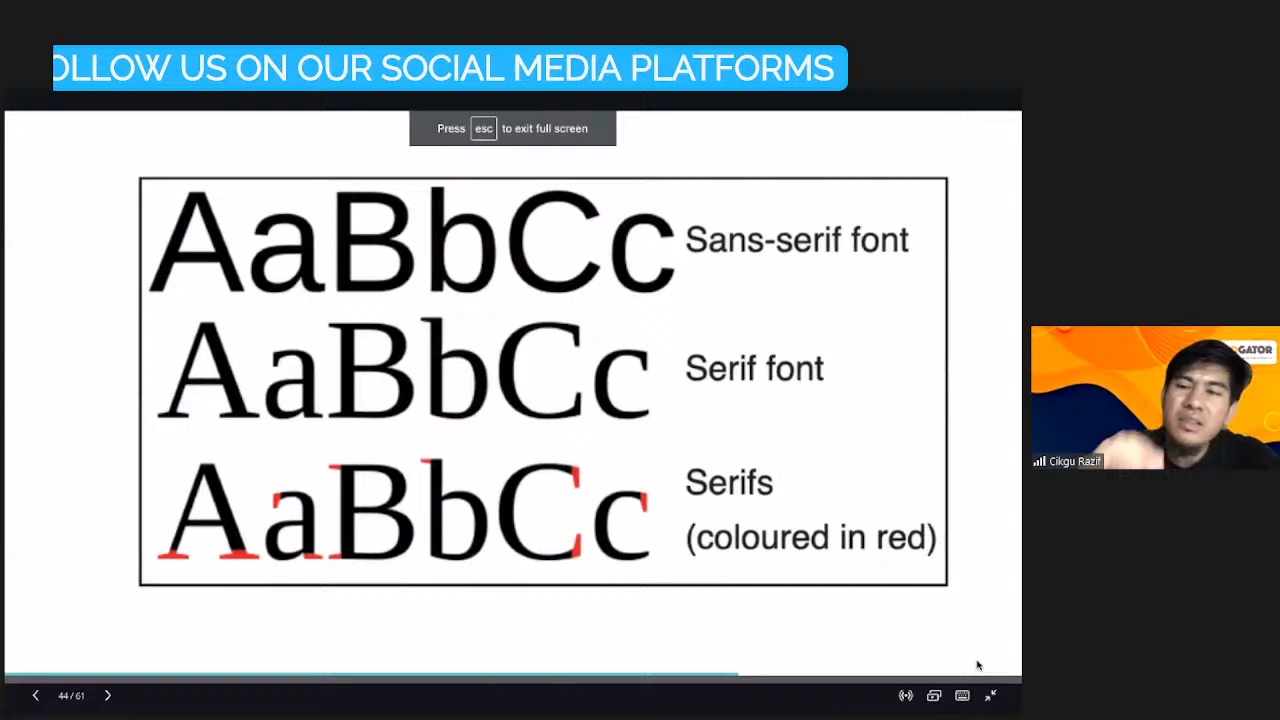 OLLOW US ON OUR SOCIAL MEDIA PLATFORMS
Press esc to exit full screen
AaBbCc Sans-serif font
AaBbCc Serif font
AaBbCc Serifs
(coloured in red)
GATOR
Cikgu Razif
44 / 61